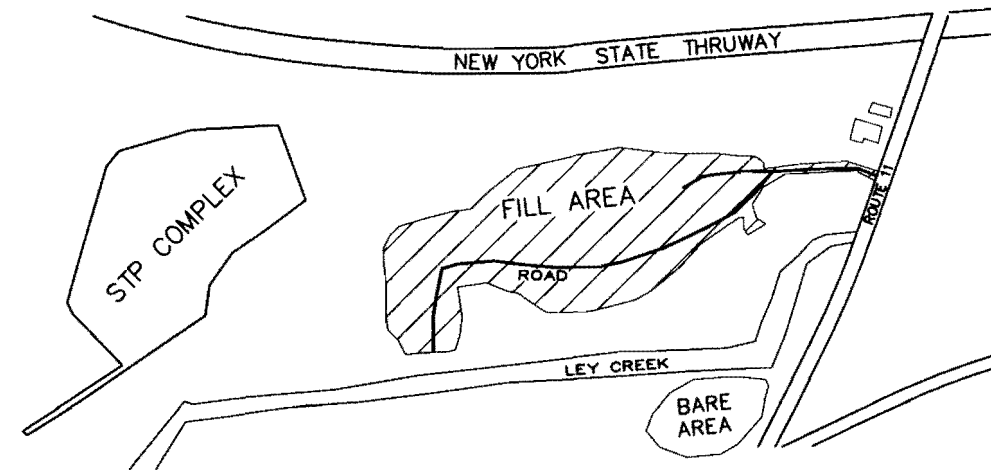 NEW YORK STATE THRUWAY
STP COMPLEX
FILL AREA
ROUTE 11
ROAD
LEY CREEK
BARE
AREA